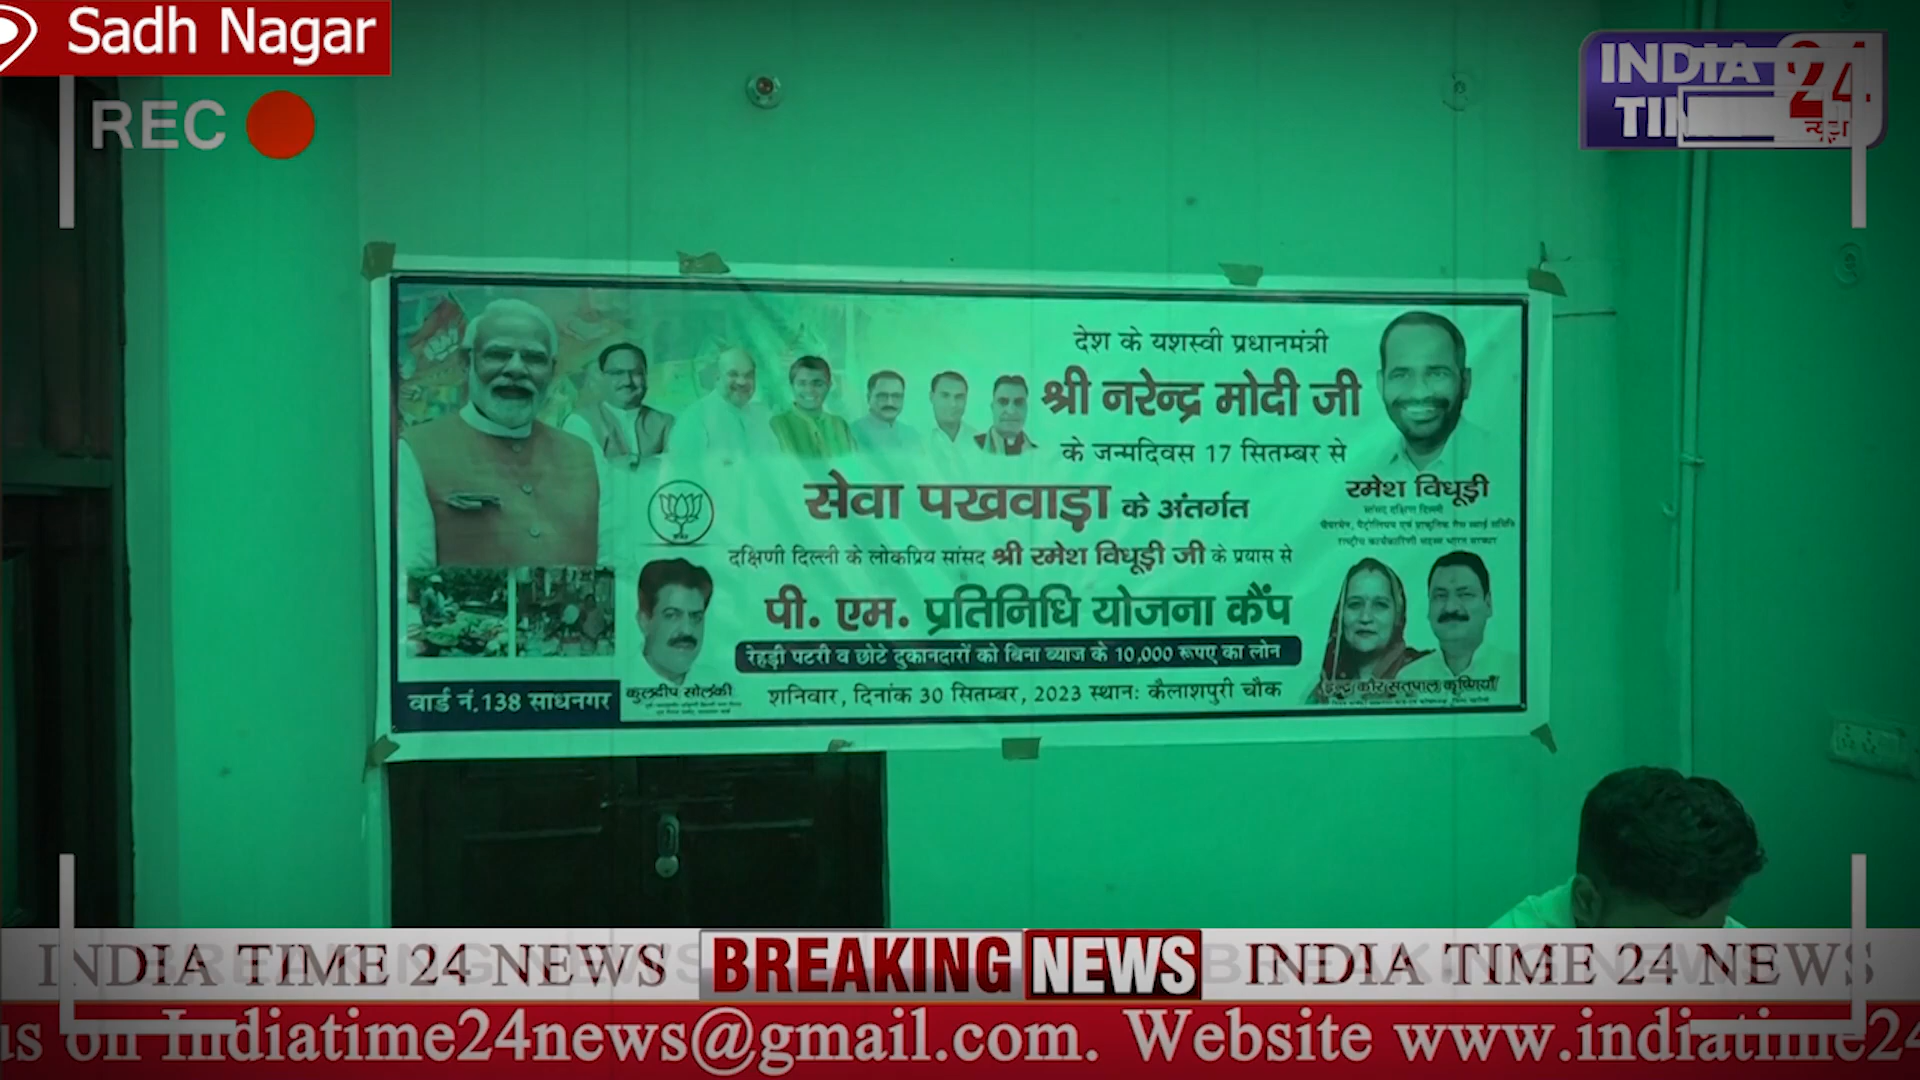 Sadh Nagar
REC
INDIA 24
न्यूज़
देश के यशस्वी प्रधानमंत्री
श्री नरेन्द्र मोदी जी
के जन्मदिवस 17 सितम्बर से
सेवा पखवाड़ा के अंतर्गत
रमेश विधूड़ी
सांसद दक्षिण दिल्ली
दक्षिणी दिल्ली के लोकप्रिय सांसद श्री रमेश विधूड़ी जी के प्रयास से
पी. एम. प्रतिनिधि योजना कैंप
रेहड़ी पटरी व छोटे दुकानदारों को बिना ब्याज के 10,000 रूपए का लोन
शनिवार, दिनांक 30 सितम्बर, 2023 स्थान: कैलाशपुरी चौक
वार्ड नं.138 साधनगर
कुलदीप सोलंकी
INDIA TIME 24 NEWS BREAKING NEWS INDIA TIME 24 NEWS
us on Indiatime24news@gmail.com. Website www.indiatime24